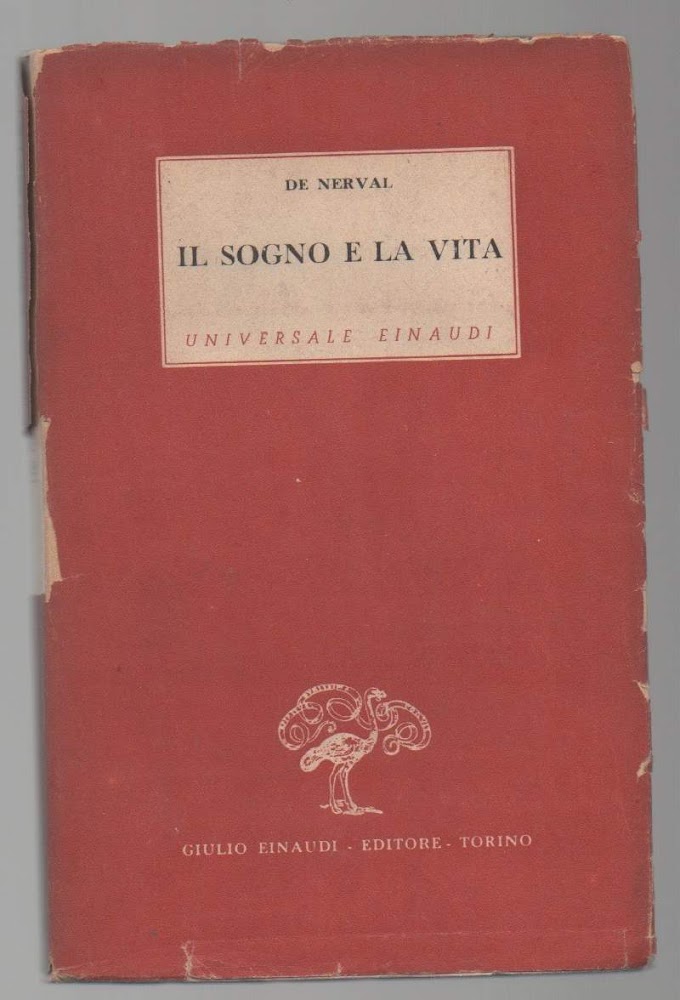 DE NERVAL
IL SOGNO E LA VITA
UNIVERSALE EINAUDI
GIULIO EINAUDI - EDITORE - TORINO